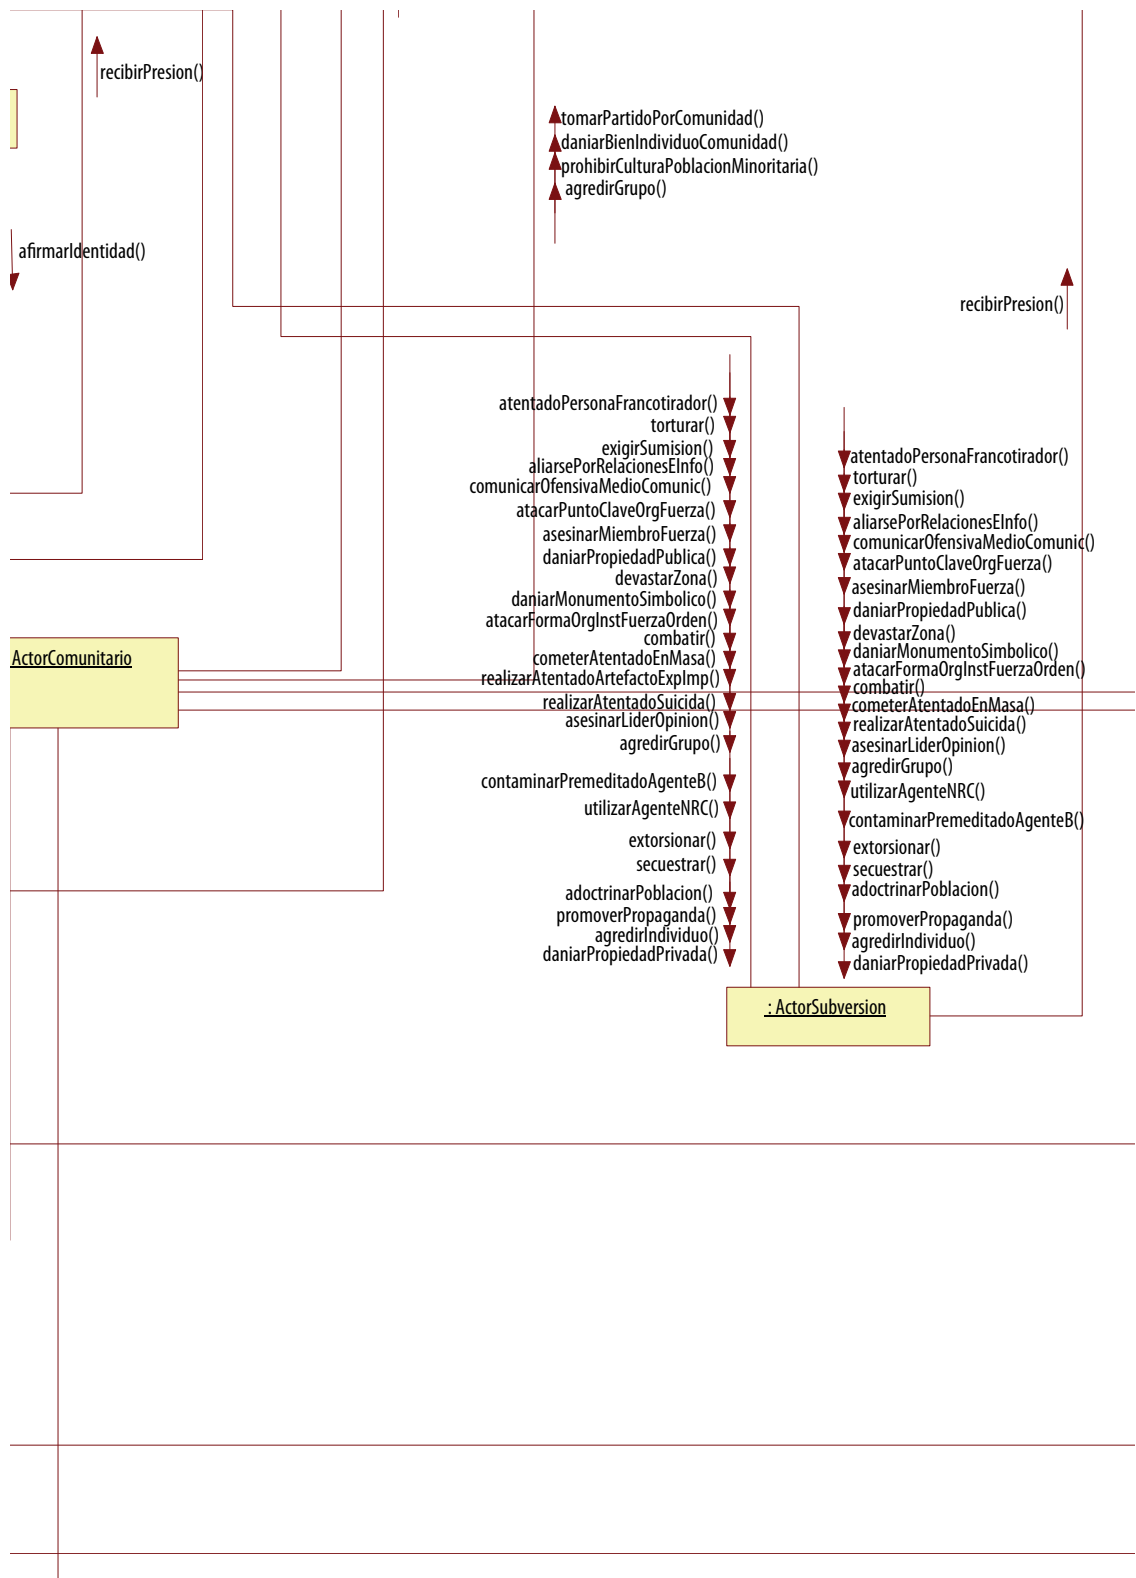 recibirPresion()
tomarPartidoPorComunidad()
daniarBienIndividuoComunidad()
prohibirCulturaPoblacionMinoritaria()
agredirGrupo()
afirmarIdentidad()
recibirPresion()
atentadoPersonaFrancotirador()
torturar()
exigirSumision()
aliarsePorRelacionesEInfo()
comunicarOfensivaMedioComunic()
atacarPuntoClaveOrgFuerza()
asesinarMiembroFuerza()
daniarPropiedadPublica()
devastarZona()
daniarMonumentoSimbolico()
atacarFormaOrgInstFuerzaOrden()
combatir()
cometerAtentadoEnMasa()
realizarAtentadoArtefactoExpImp()
realizarAtentadoSuicida()
asesinarLiderOpinion()
agredirGrupo()
contaminarPremeditadoAgenteB()
utilizarAgenteNRC()
extorsionar()
secuestrar()
adoctrinarPoblacion()
promoverPropaganda()
agredirIndividuo()
daniarPropiedadPrivada()
atentadoPersonaFrancotirador()
torturar()
exigirSumision()
aliarsePorRelacionesEInfo()
comunicarOfensivaMedioComunic()
atacarPuntoClaveOrgFuerza()
asesinarMiembroFuerza()
daniarPropiedadPublica()
devastarZona()
daniarMonumentoSimbolico()
atacarFormaOrgInstFuerzaOrden()
combatir()
cometerAtentadoEnMasa()
realizarAtentadoSuicida()
asesinarLiderOpinion()
agredirGrupo()
utilizarAgenteNRC()
contaminarPremeditadoAgenteB()
extorsionar()
secuestrar()
adoctrinarPoblacion()
promoverPropaganda()
agredirIndividuo()
daniarPropiedadPrivada()
ActorComunitario
: ActorSubversion